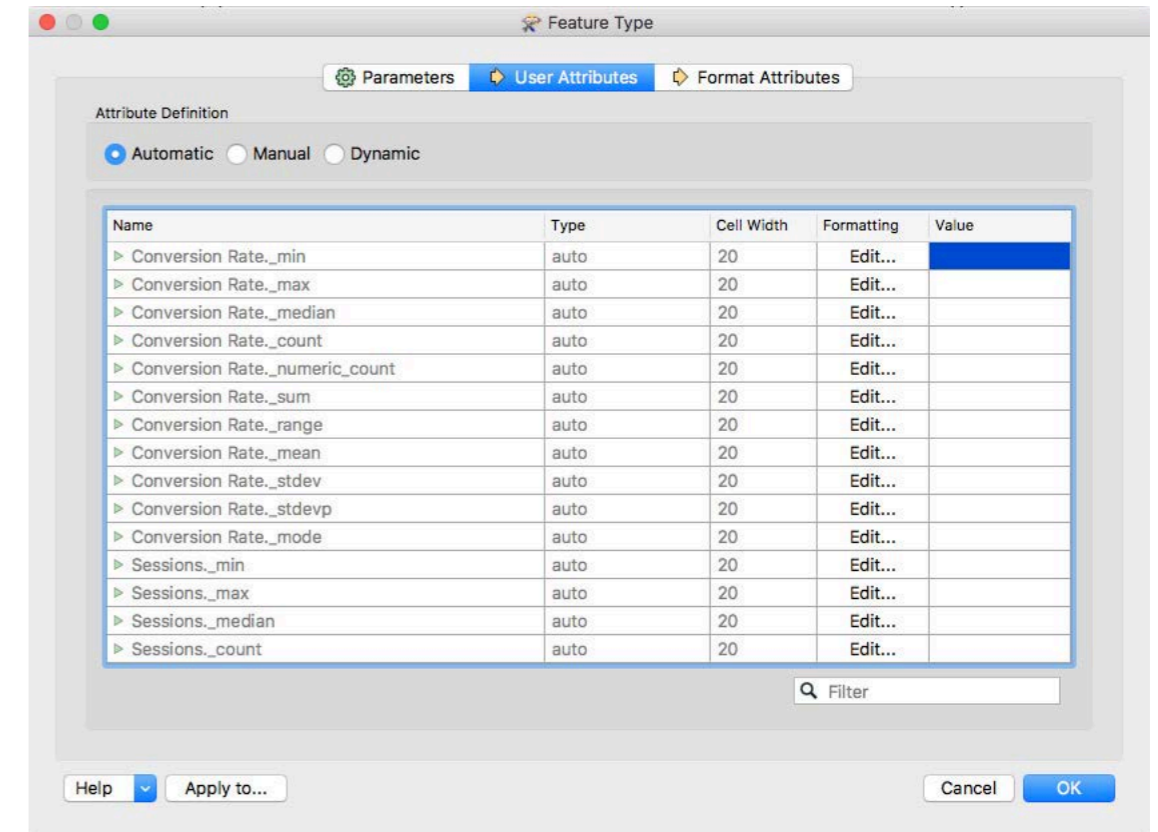 Feature Type
Parameters User Attributes Format Attributes
Attribute Definition
Automatic Manual Dynamic
Name Type Cell Width Formatting Value
Conversion Rate._min auto 20 Edit...
Conversion Rate._max auto 20 Edit...
Conversion Rate._median auto 20 Edit...
Conversion Rate._count auto 20 Edit...
Conversion Rate._numeric_count auto 20 Edit...
Conversion Rate._sum auto 20 Edit...
Conversion Rate._range auto 20 Edit...
Conversion Rate._mean auto 20 Edit...
Conversion Rate._stdev auto 20 Edit...
Conversion Rate._stdevp auto 20 Edit...
Conversion Rate._mode auto 20 Edit...
Sessions._min auto 20 Edit...
Sessions._max auto 20 Edit...
Sessions._median auto 20 Edit...
Sessions._count auto 20 Edit...
Filter
Help Apply to... Cancel OK